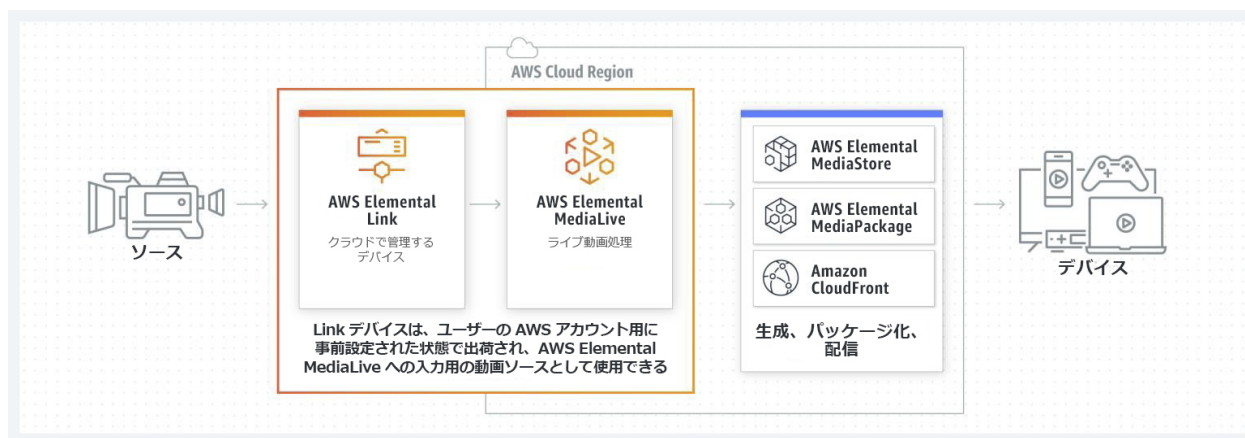 AWS Cloud Region
ソース
AWS Elemental
Link
クラウドで管理する
デバイス
AWS Elemental
MediaLive
ライブ動画処理
Link デバイスは、ユーザーの AWS アカウント用に
事前設定された状態で出荷され、AWS Elemental
MediaLive への入力用の動画ソースとして使用できる
AWS Elemental
MediaStore
AWS Elemental
MediaPackage
Amazon
CloudFront
生成、パッケージ化、
配信
デバイス